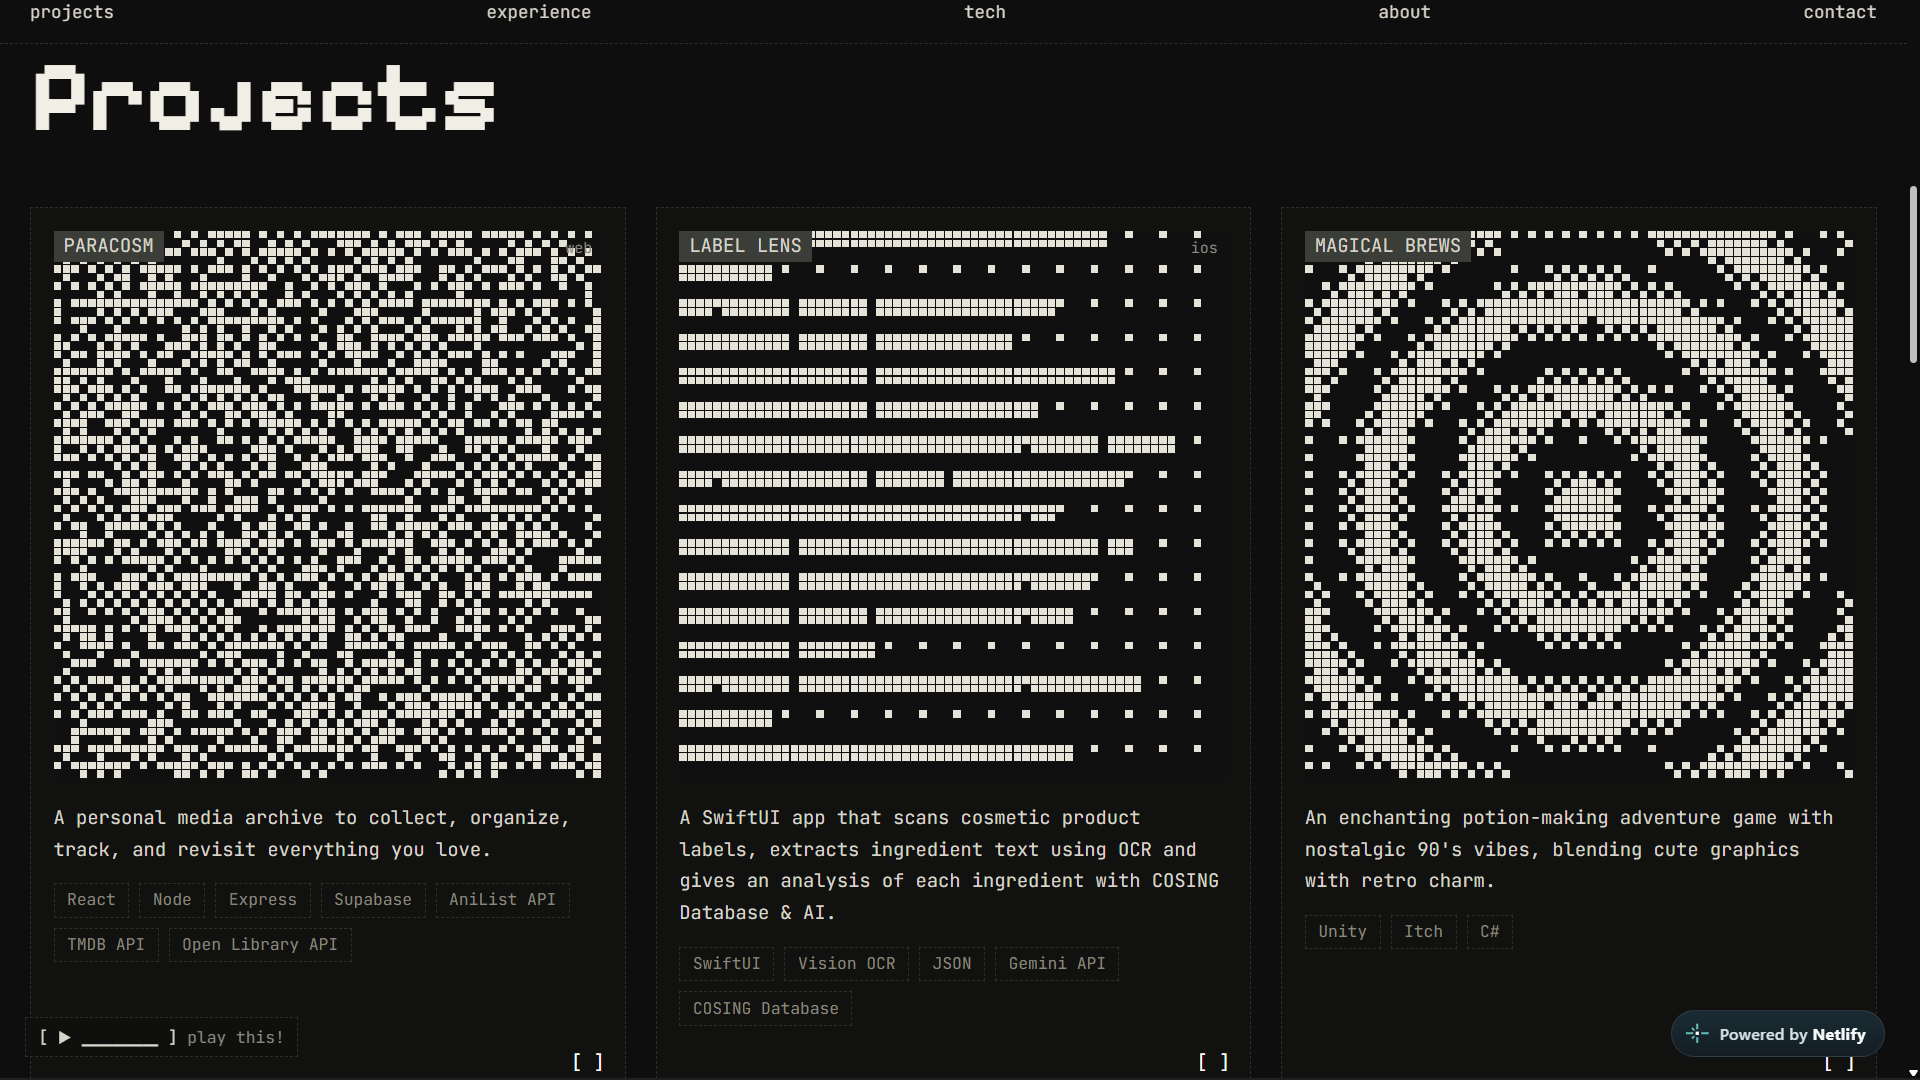 projects experience tech about contact
Projects
PARACOSM
web
A personal media archive to collect, organize,
track, and revisit everything you love.
React Node Express Supabase AniList API
TMDB API Open Library API
[ ]
LABEL LENS
ios
A SwiftUI app that scans cosmetic product
labels, extracts ingredient text using OCR and
gives an analysis of each ingredient with COSING
Database & AI.
SwiftUI Vision OCR JSON Gemini API
COSING Database
[ ]
MAGICAL BREWS
An enchanting potion-making adventure game with
nostalgic 90's vibes, blending cute graphics
with retro charm.
Unity Itch C#
[ ]
[ ▶ ________ ] play this!
Powered by Netlify